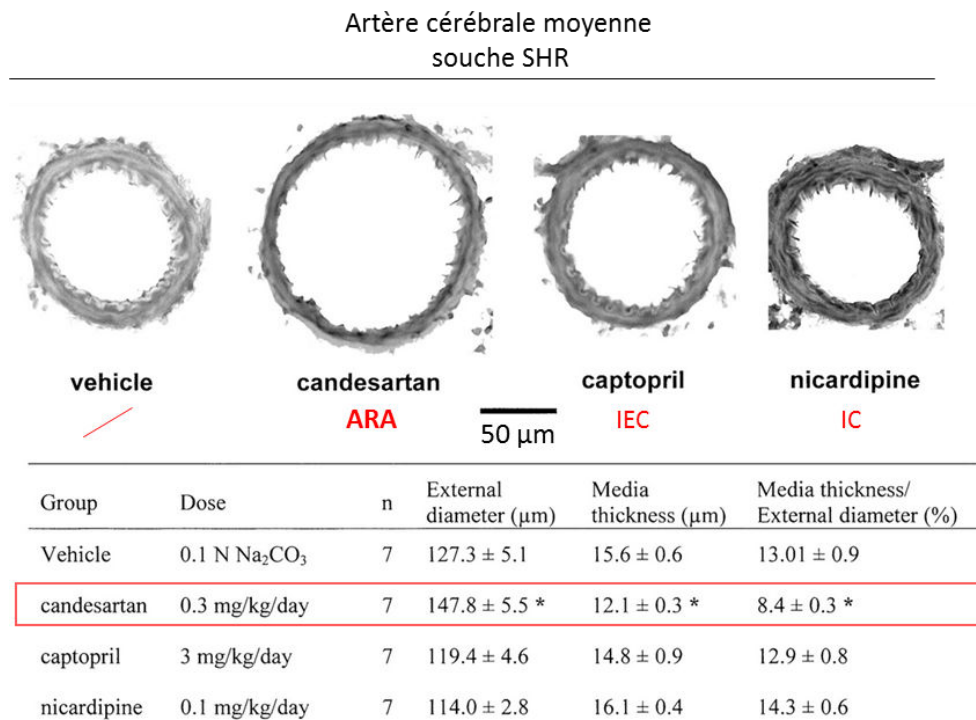 Artère cérébrale moyenne
souche SHR
vehicle candesartan captopril nicardipine
ARA 50 µm IEC IC
Group Dose n External diameter (µm) Media thickness (µm) Media thickness/ External diameter (%)
Vehicle 0.1 N Na₂CO₃ 7 127.3 ± 5.1 15.6 ± 0.6 13.01 ± 0.9
candesartan 0.3 mg/kg/day 7 147.8 ± 5.5 * 12.1 ± 0.3 * 8.4 ± 0.3 *
captopril 3 mg/kg/day 7 119.4 ± 4.6 14.8 ± 0.9 12.9 ± 0.8
nicardipine 0.1 mg/kg/day 7 114.0 ± 2.8 16.1 ± 0.4 14.3 ± 0.6